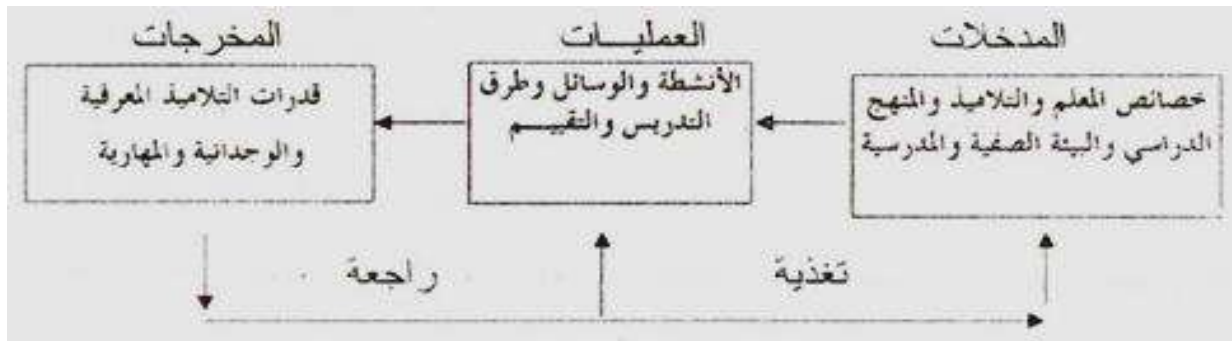 المدخلات
خصائص المعلم والتلاميذ والمنهج
الدراسي والبيئة الصفية والمدرسية
العمليـــات
الأنشطة والوسائل وطرق
التدريس والتقييـــم
المخرجات
قدرات التلاميذ المعرفية
والوجدانية والمهارية
تغذية
راجعة